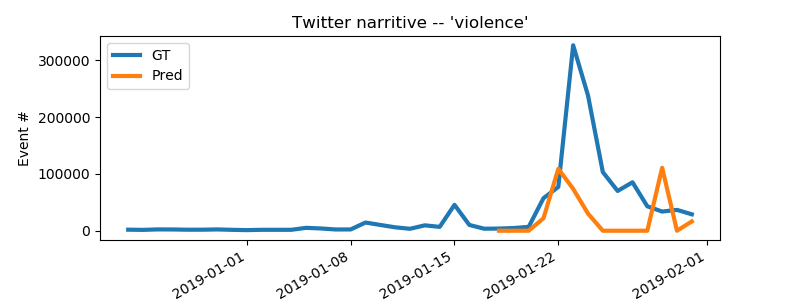 Twitter narritive -- 'violence'
GT
Pred
Event #
300000
200000
100000
0
2019-01-01
2019-01-08
2019-01-15
2019-01-22
2019-02-01